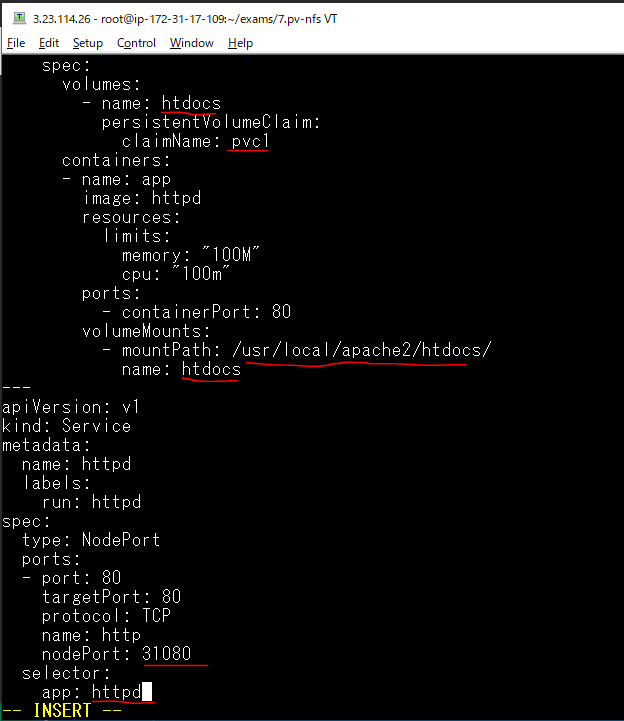 3.23.114.26 - root@ip-172-31-17-109:~/exams/7.pv-nfs VT
File Edit Setup Control Window Help
    spec:
      volumes:
        - name: htdocs
          persistentVolumeClaim:
            claimName: pvc1
      containers:
      - name: app
        image: httpd
        resources:
          limits:
            memory: "100M"
            cpu: "100m"
        ports:
          - containerPort: 80
        volumeMounts:
          - mountPath: /usr/local/apache2/htdocs/
            name: htdocs
---
apiVersion: v1
kind: Service
metadata:
  name: httpd
  labels:
    run: httpd
spec:
  type: NodePort
  ports:
  - port: 80
    targetPort: 80
    protocol: TCP
    name: http
    nodePort: 31080
  selector:
    app: httpd
-- INSERT --